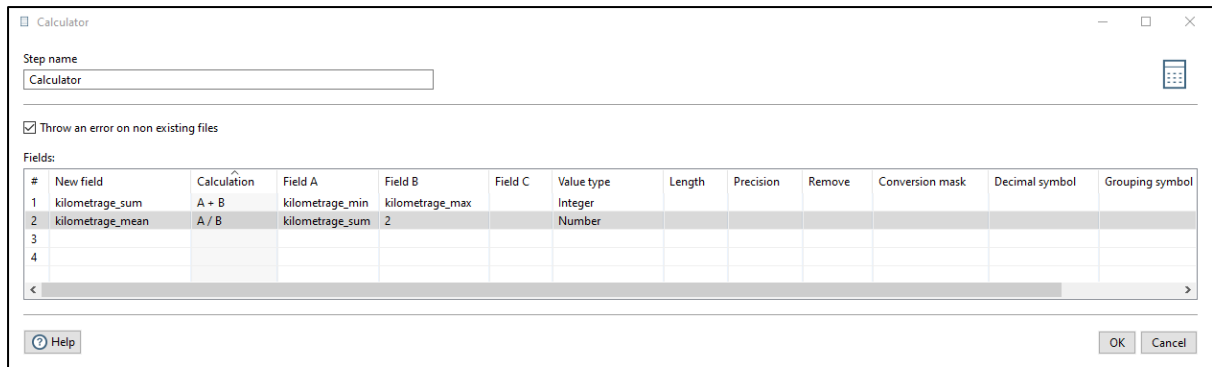 Calculator
Step name
Calculator
Throw an error on non existing files
Fields:
# New field Calculation Field A Field B Field C Value type Length Precision Remove Conversion mask Decimal symbol Grouping symbol
1 kilometrage_sum A + B kilometrage_min kilometrage_max Integer
2 kilometrage_mean A / B kilometrage_sum 2 Number
3
4
Help OK Cancel